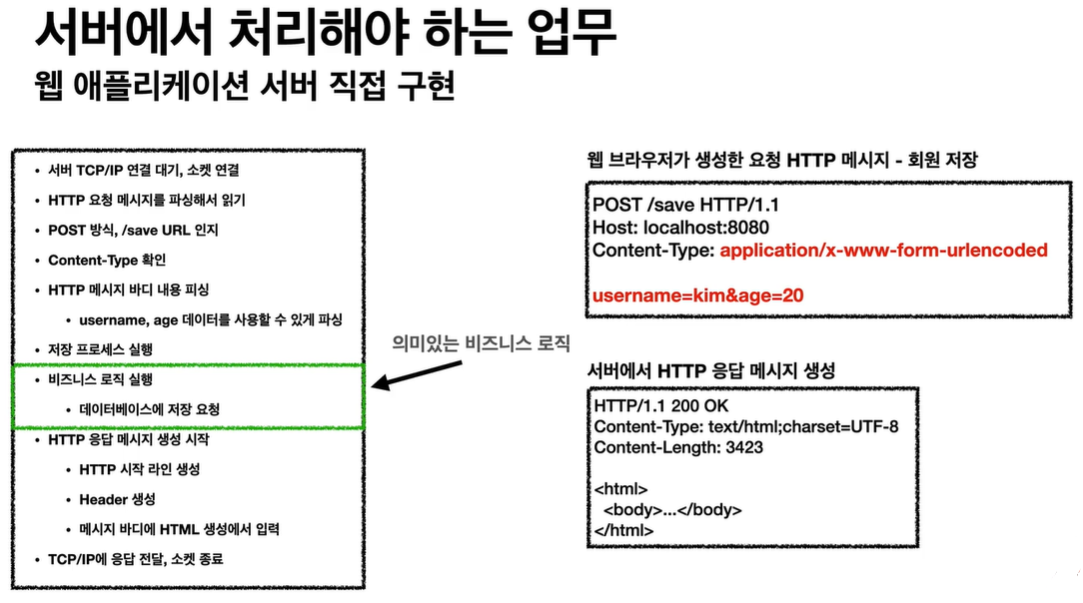 서버에서 처리해야 하는 업무
웹 애플리케이션 서버 직접 구현
• 서버 TCP/IP 연결 대기, 소켓 연결
• HTTP 요청 메시지를 파싱해서 읽기
• POST 방식, /save URL 인지
• Content-Type 확인
• HTTP 메시지 바디 내용 피싱
• username, age 데이터를 사용할 수 있게 파싱
• 저장 프로세스 실행
• 비즈니스 로직 실행
• 데이터베이스에 저장 요청
• HTTP 응답 메시지 생성 시작
• HTTP 시작 라인 생성
• Header 생성
• 메시지 바디에 HTML 생성에서 입력
• TCP/IP에 응답 전달, 소켓 종료
의미있는 비즈니스 로직
웹 브라우저가 생성한 요청 HTTP 메시지 - 회원 저장
POST /save HTTP/1.1
Host: localhost:8080
Content-Type: application/x-www-form-urlencoded
username=kim&age=20
서버에서 HTTP 응답 메시지 생성
HTTP/1.1 200 OK
Content-Type: text/html;charset=UTF-8
Content-Length: 3423
<html>
<body>...</body>
</html>